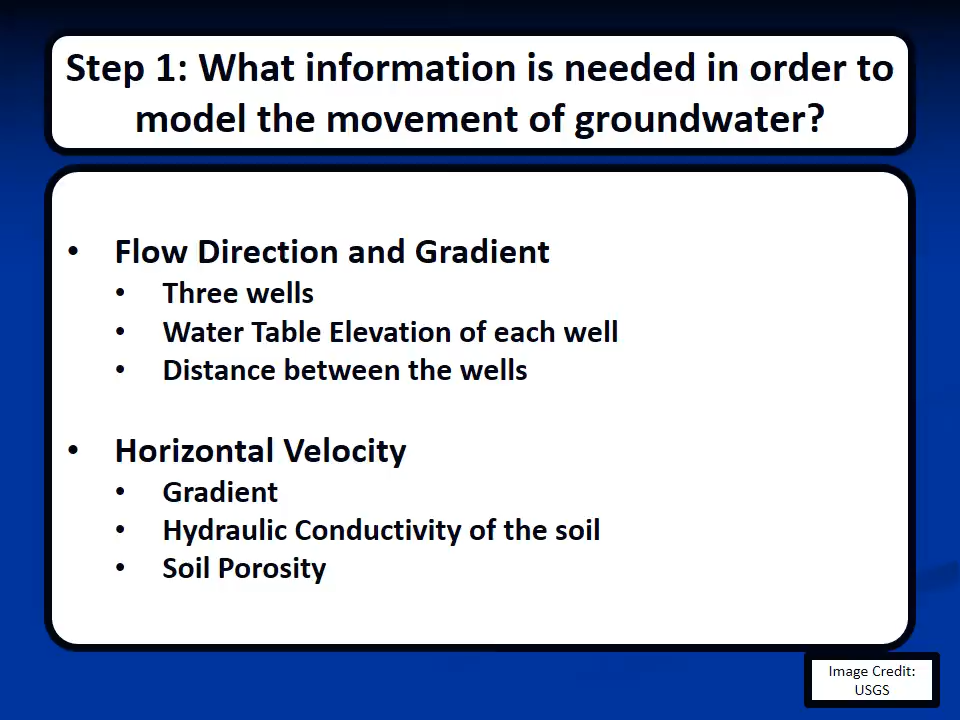 Step 1: What information is needed in order to
model the movement of groundwater?
• Flow Direction and Gradient
• Three wells
• Water Table Elevation of each well
• Distance between the wells
• Horizontal Velocity
• Gradient
• Hydraulic Conductivity of the soil
• Soil Porosity
Image Credit:
USGS